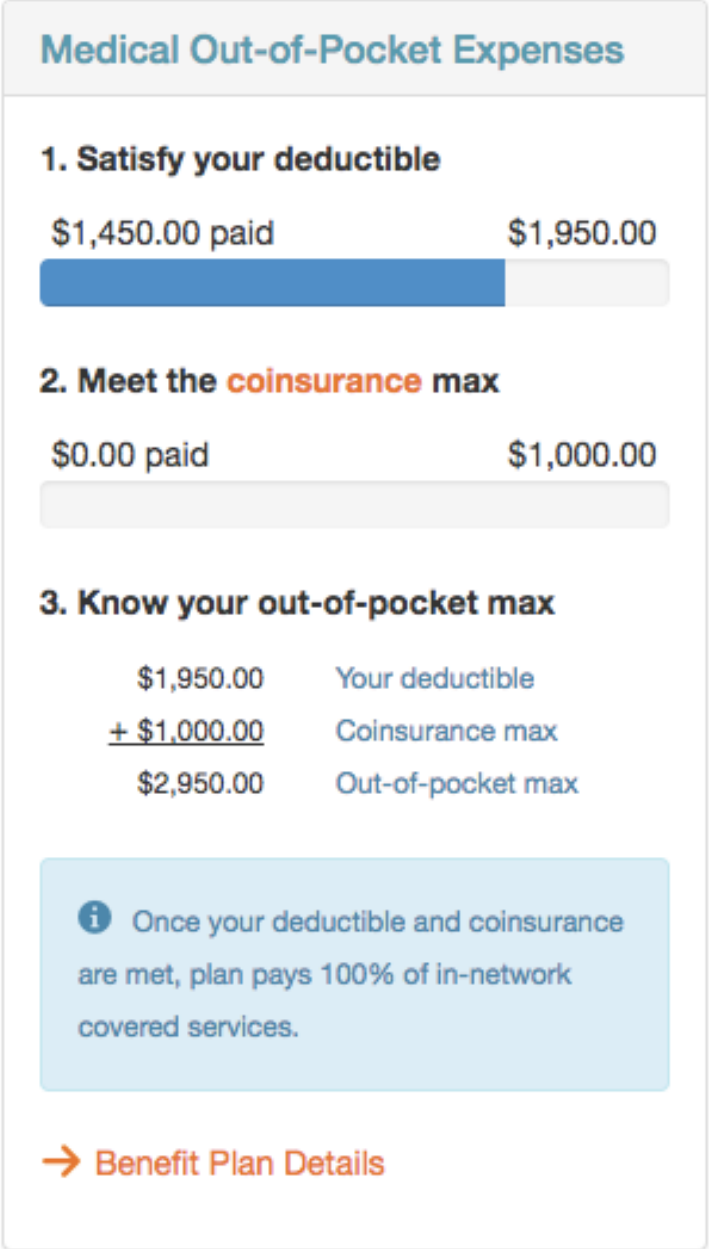 Medical Out-of-Pocket Expenses
1. Satisfy your deductible
$1,450.00 paid $1,950.00
2. Meet the coinsurance max
$0.00 paid $1,000.00
3. Know your out-of-pocket max
$1,950.00 Your deductible
+ $1,000.00 Coinsurance max
$2,950.00 Out-of-pocket max
Once your deductible and coinsurance
are met, plan pays 100% of in-network
covered services.
Benefit Plan Details